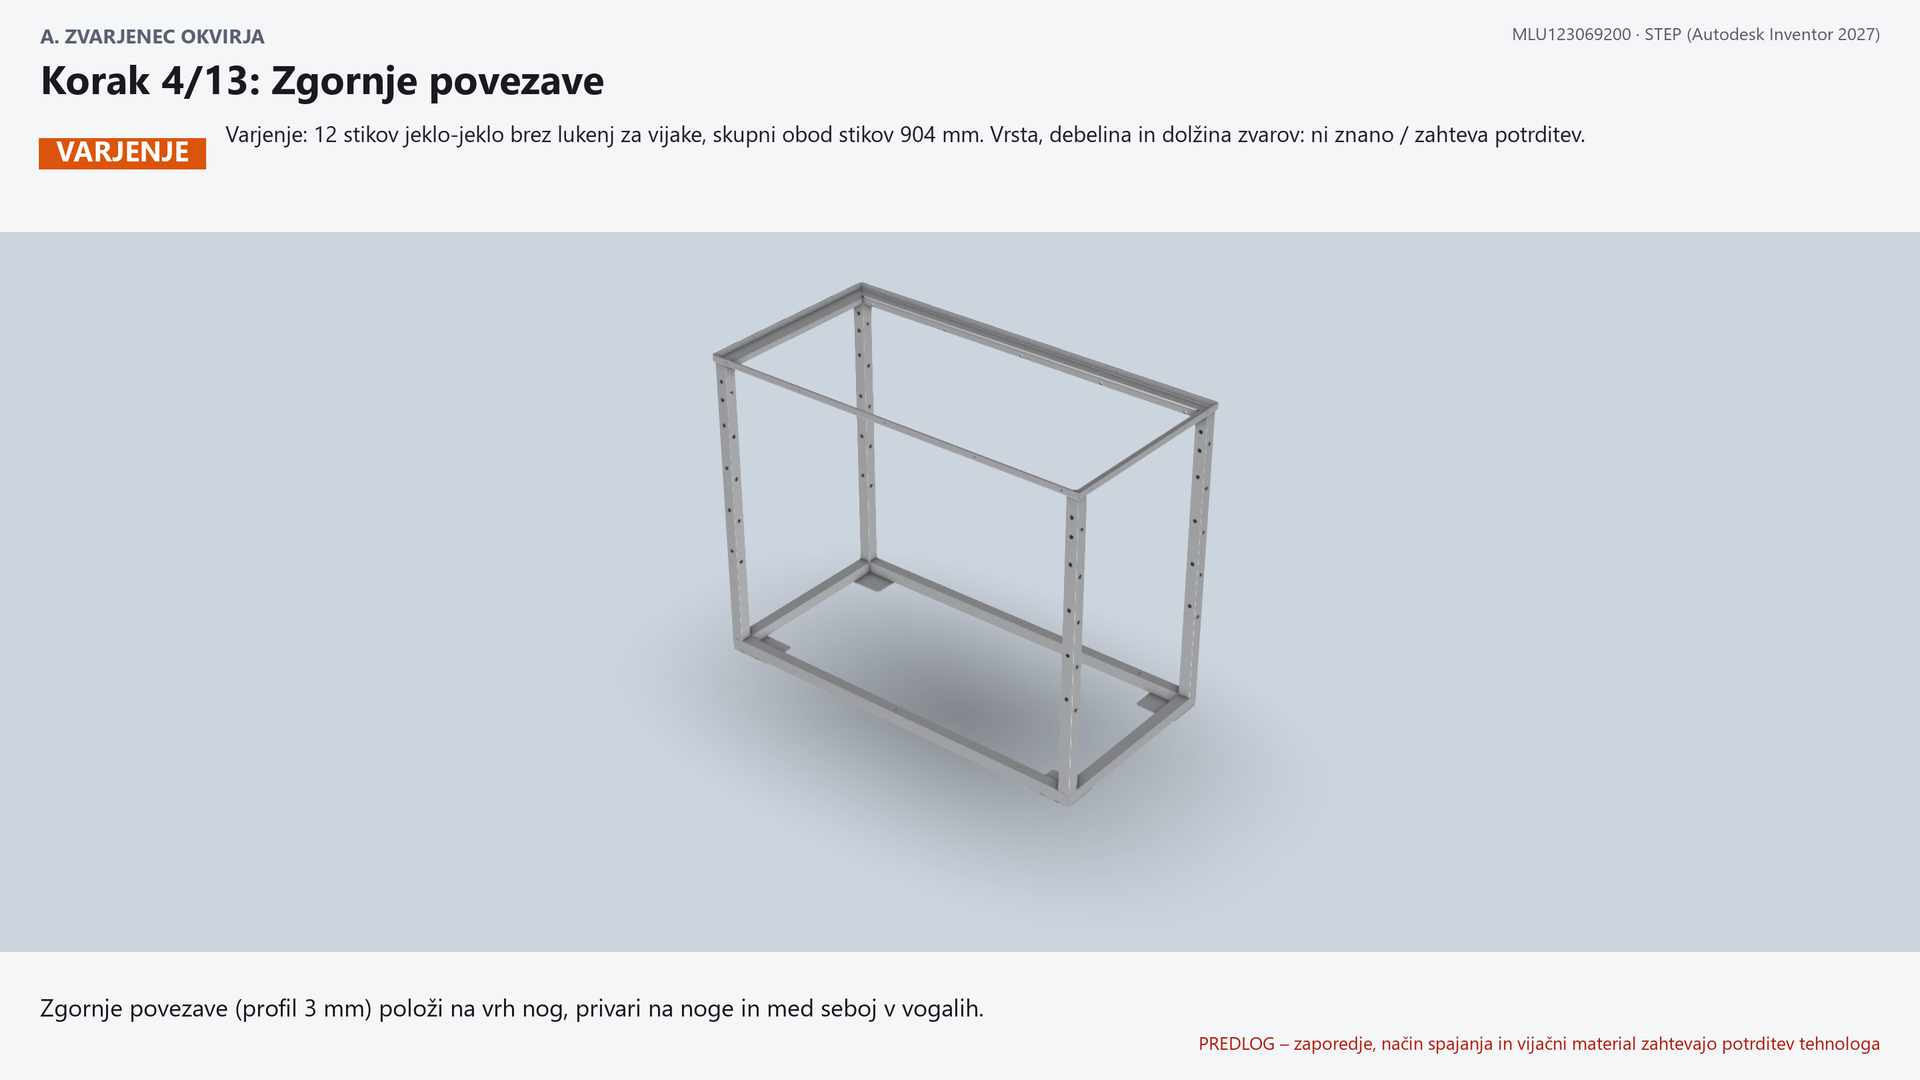 A. ZVARJENEC OKVIRJA
MLU123069200 · STEP (Autodesk Inventor 2027)
Korak 4/13: Zgornje povezave
VARJENJE
Varjenje: 12 stikov jeklo-jeklo brez lukenj za vijake, skupni obod stikov 904 mm. Vrsta, debelina in dolžina zvarov: ni znano / zahteva potrditev.
Zgornje povezave (profil 3 mm) položi na vrh nog, privari na noge in med seboj v vogalih.
PREDLOG – zaporedje, način spajanja in vijačni material zahtevajo potrditev tehnologa